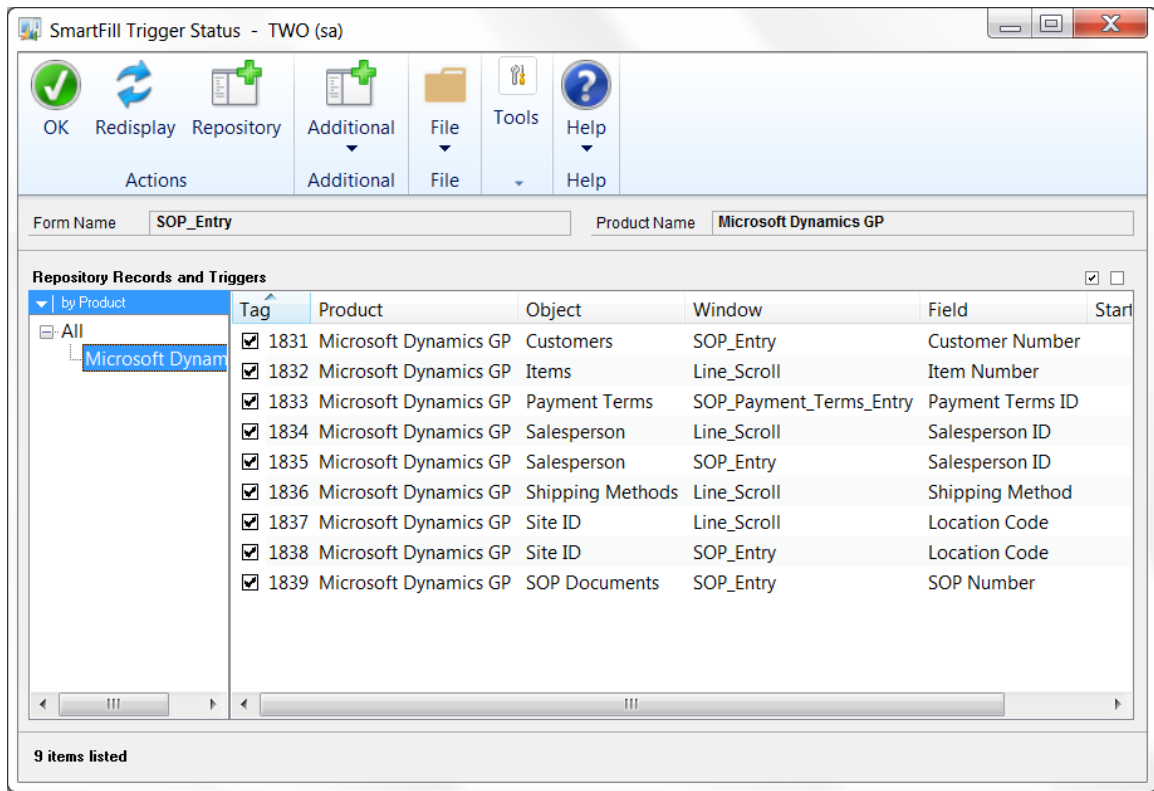 SmartFill Trigger Status - TWO (sa)
OK Redisplay Repository Additional File Tools Help
Actions Additional File Help
Form Name SOP_Entry Product Name Microsoft Dynamics GP
Repository Records and Triggers
by Product
All
Microsoft Dynam
Tag Product Object Window Field Start
1831 Microsoft Dynamics GP Customers SOP_Entry Customer Number
1832 Microsoft Dynamics GP Items Line_Scroll Item Number
1833 Microsoft Dynamics GP Payment Terms SOP_Payment_Terms_Entry Payment Terms ID
1834 Microsoft Dynamics GP Salesperson Line_Scroll Salesperson ID
1835 Microsoft Dynamics GP Salesperson SOP_Entry Salesperson ID
1836 Microsoft Dynamics GP Shipping Methods Line_Scroll Shipping Method
1837 Microsoft Dynamics GP Site ID Line_Scroll Location Code
1838 Microsoft Dynamics GP Site ID SOP_Entry Location Code
1839 Microsoft Dynamics GP SOP Documents SOP_Entry SOP Number
9 items listed